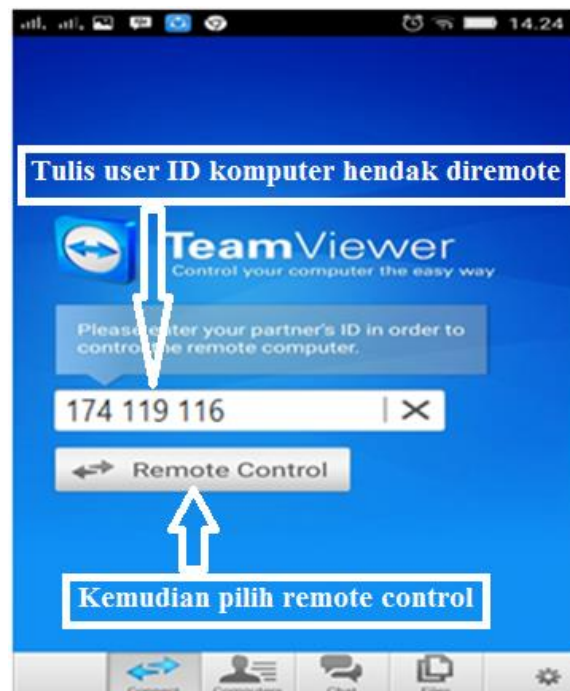 14.24
Tulis user ID komputer hendak diremote
TeamViewer
Control your computer the easy way
Please enter your partner's ID in order to
control the remote computer.
174 119 116
Remote Control
Kemudian pilih remote control
Connect Computers Chat Files